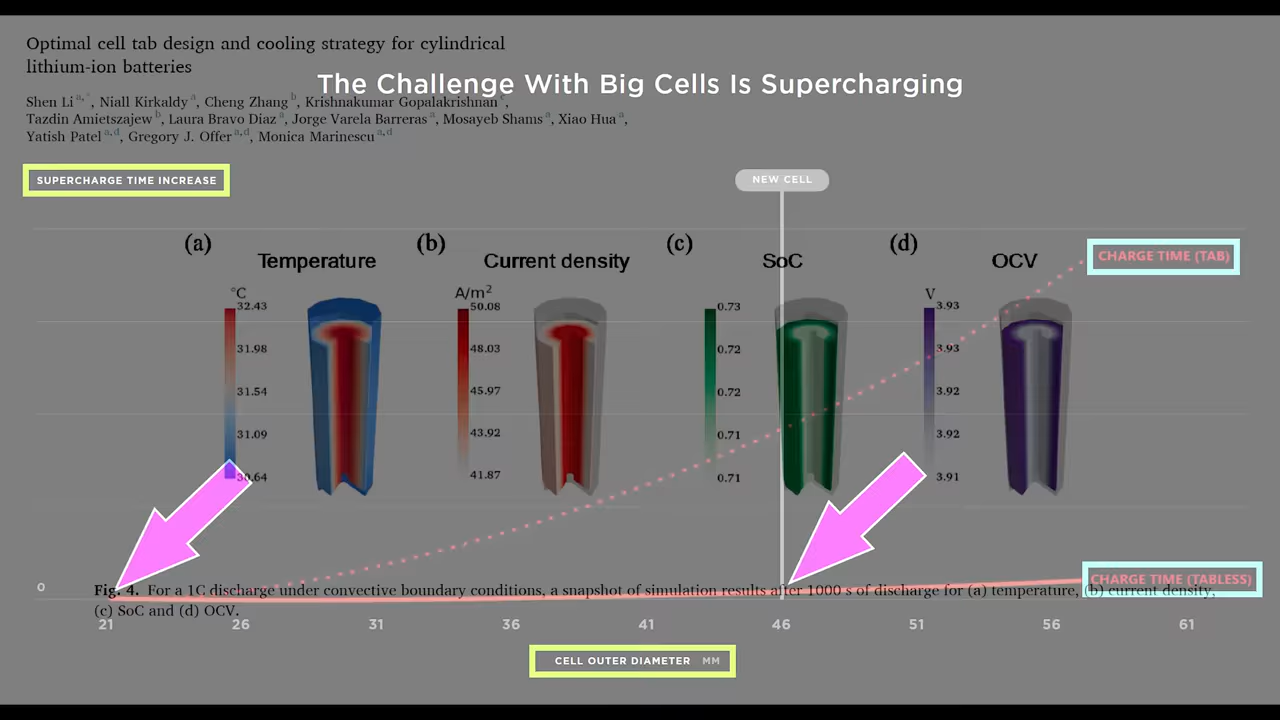 Optimal cell tab design and cooling strategy for cylindrical
lithium-ion batteries
The Challenge With Big Cells Is Supercharging
Shen Li a,*, Niall Kirkaldy a, Cheng Zhang b, Krishnakumar Gopalakrishnan c,
Tazdin Amietszajew b, Laura Bravo Diaz a, Jorge Varela Barreras a, Mosayeb Shams a, Xiao Hua a,
Yatish Patel a,d, Gregory J. Offer a,d, Monica Marinescu a,d
SUPERCHARGE TIME INCREASE
NEW CELL
(a) Temperature
(b) Current density
(c) SoC
(d) OCV
CHARGE TIME (TAB)
°C
32.43
31.98
31.54
31.09
30.64
A/m²
50.08
48.03
45.97
43.92
41.87
0.73
0.72
0.72
0.71
0.71
V
3.93
3.93
3.92
3.92
3.91
CHARGE TIME (TABLESS)
0
Fig. 4. For a 1C discharge under convective boundary conditions, a snapshot of simulation results after 1000 s of discharge for (a) temperature, (b) current density,
(c) SoC and (d) OCV.
21 26 31 36 41 46 51 56 61
CELL OUTER DIAMETER MM